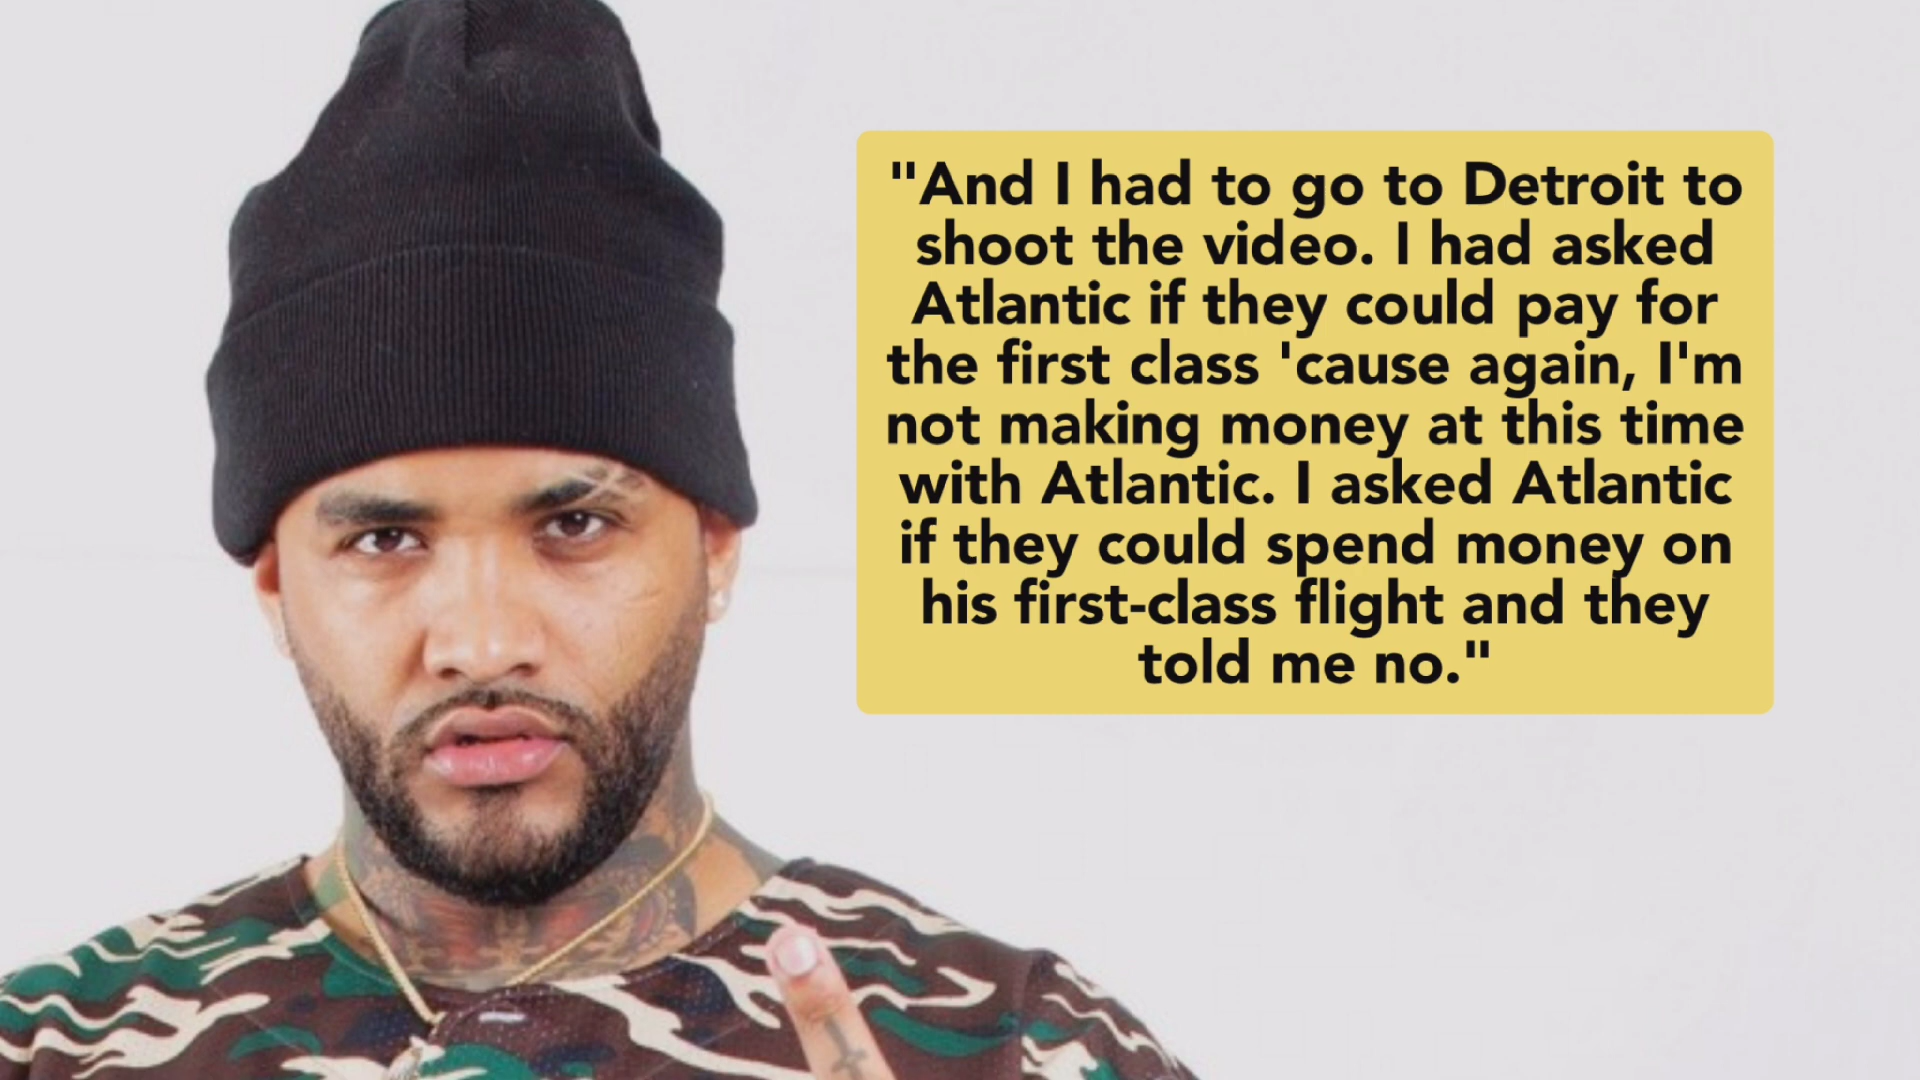 "And I had to go to Detroit to
shoot the video. I had asked
Atlantic if they could pay for
the first class 'cause again, I'm
not making money at this time
with Atlantic. I asked Atlantic
if they could spend money on
his first-class flight and they
told me no."